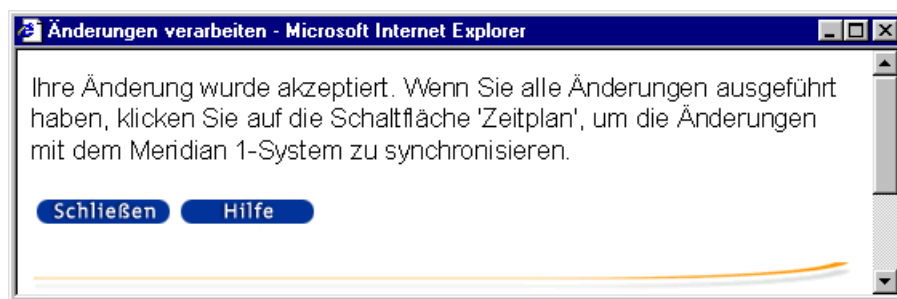 Änderungen verarbeiten - Microsoft Internet Explorer
Ihre Änderung wurde akzeptiert. Wenn Sie alle Änderungen ausgeführt
haben, klicken Sie auf die Schaltfläche 'Zeitplan', um die Änderungen
mit dem Meridian 1-System zu synchronisieren.
Schließen Hilfe